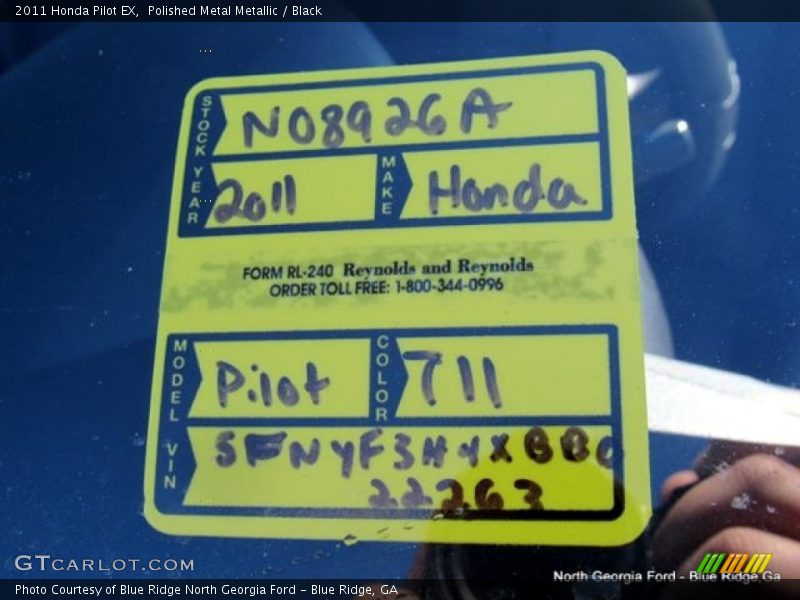 2011 Honda Pilot EX,  Polished Metal Metallic / Black
STOCK N08926A
YEAR 2011 MAKE Honda
FORM RL-240 Reynolds and Reynolds
ORDER TOLL FREE: 1-800-344-0996
MODEL Pilot COLOR 711
VIN 5FNYF3H4XBB0
22263
GTCARLOT.COM
North Georgia Ford - Blue Ridge, Ga
Photo Courtesy of Blue Ridge North Georgia Ford – Blue Ridge, GA